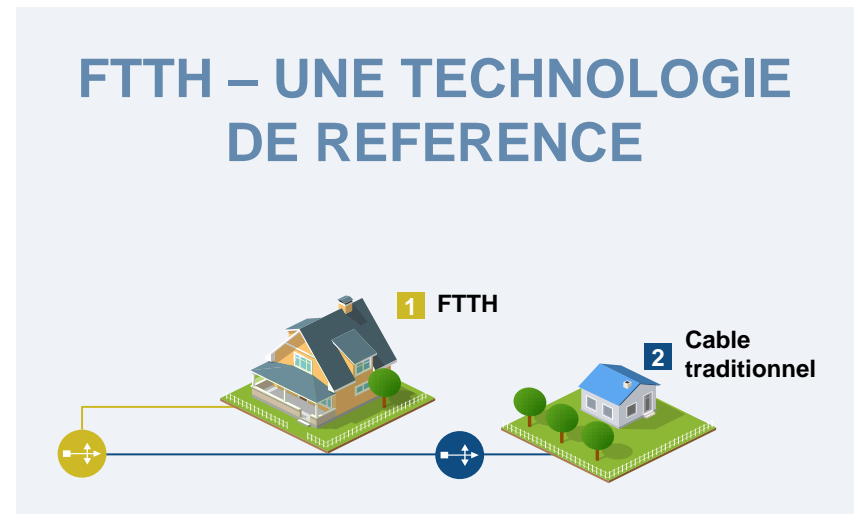 FTTH – UNE TECHNOLOGIE
DE REFERENCE
1 FTTH
2 Cable
traditionnel